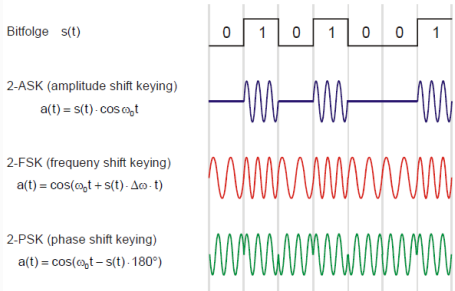 Bitfolge s(t)
0 1 0 1 0 0 1
2-ASK (amplitude shift keying)
a(t) = s(t) · cos ω₀t
2-FSK (frequeny shift keying)
a(t) = cos(ω₀t + s(t) · Δω · t)
2-PSK (phase shift keying)
a(t) = cos(ω₀t – s(t) · 180°)